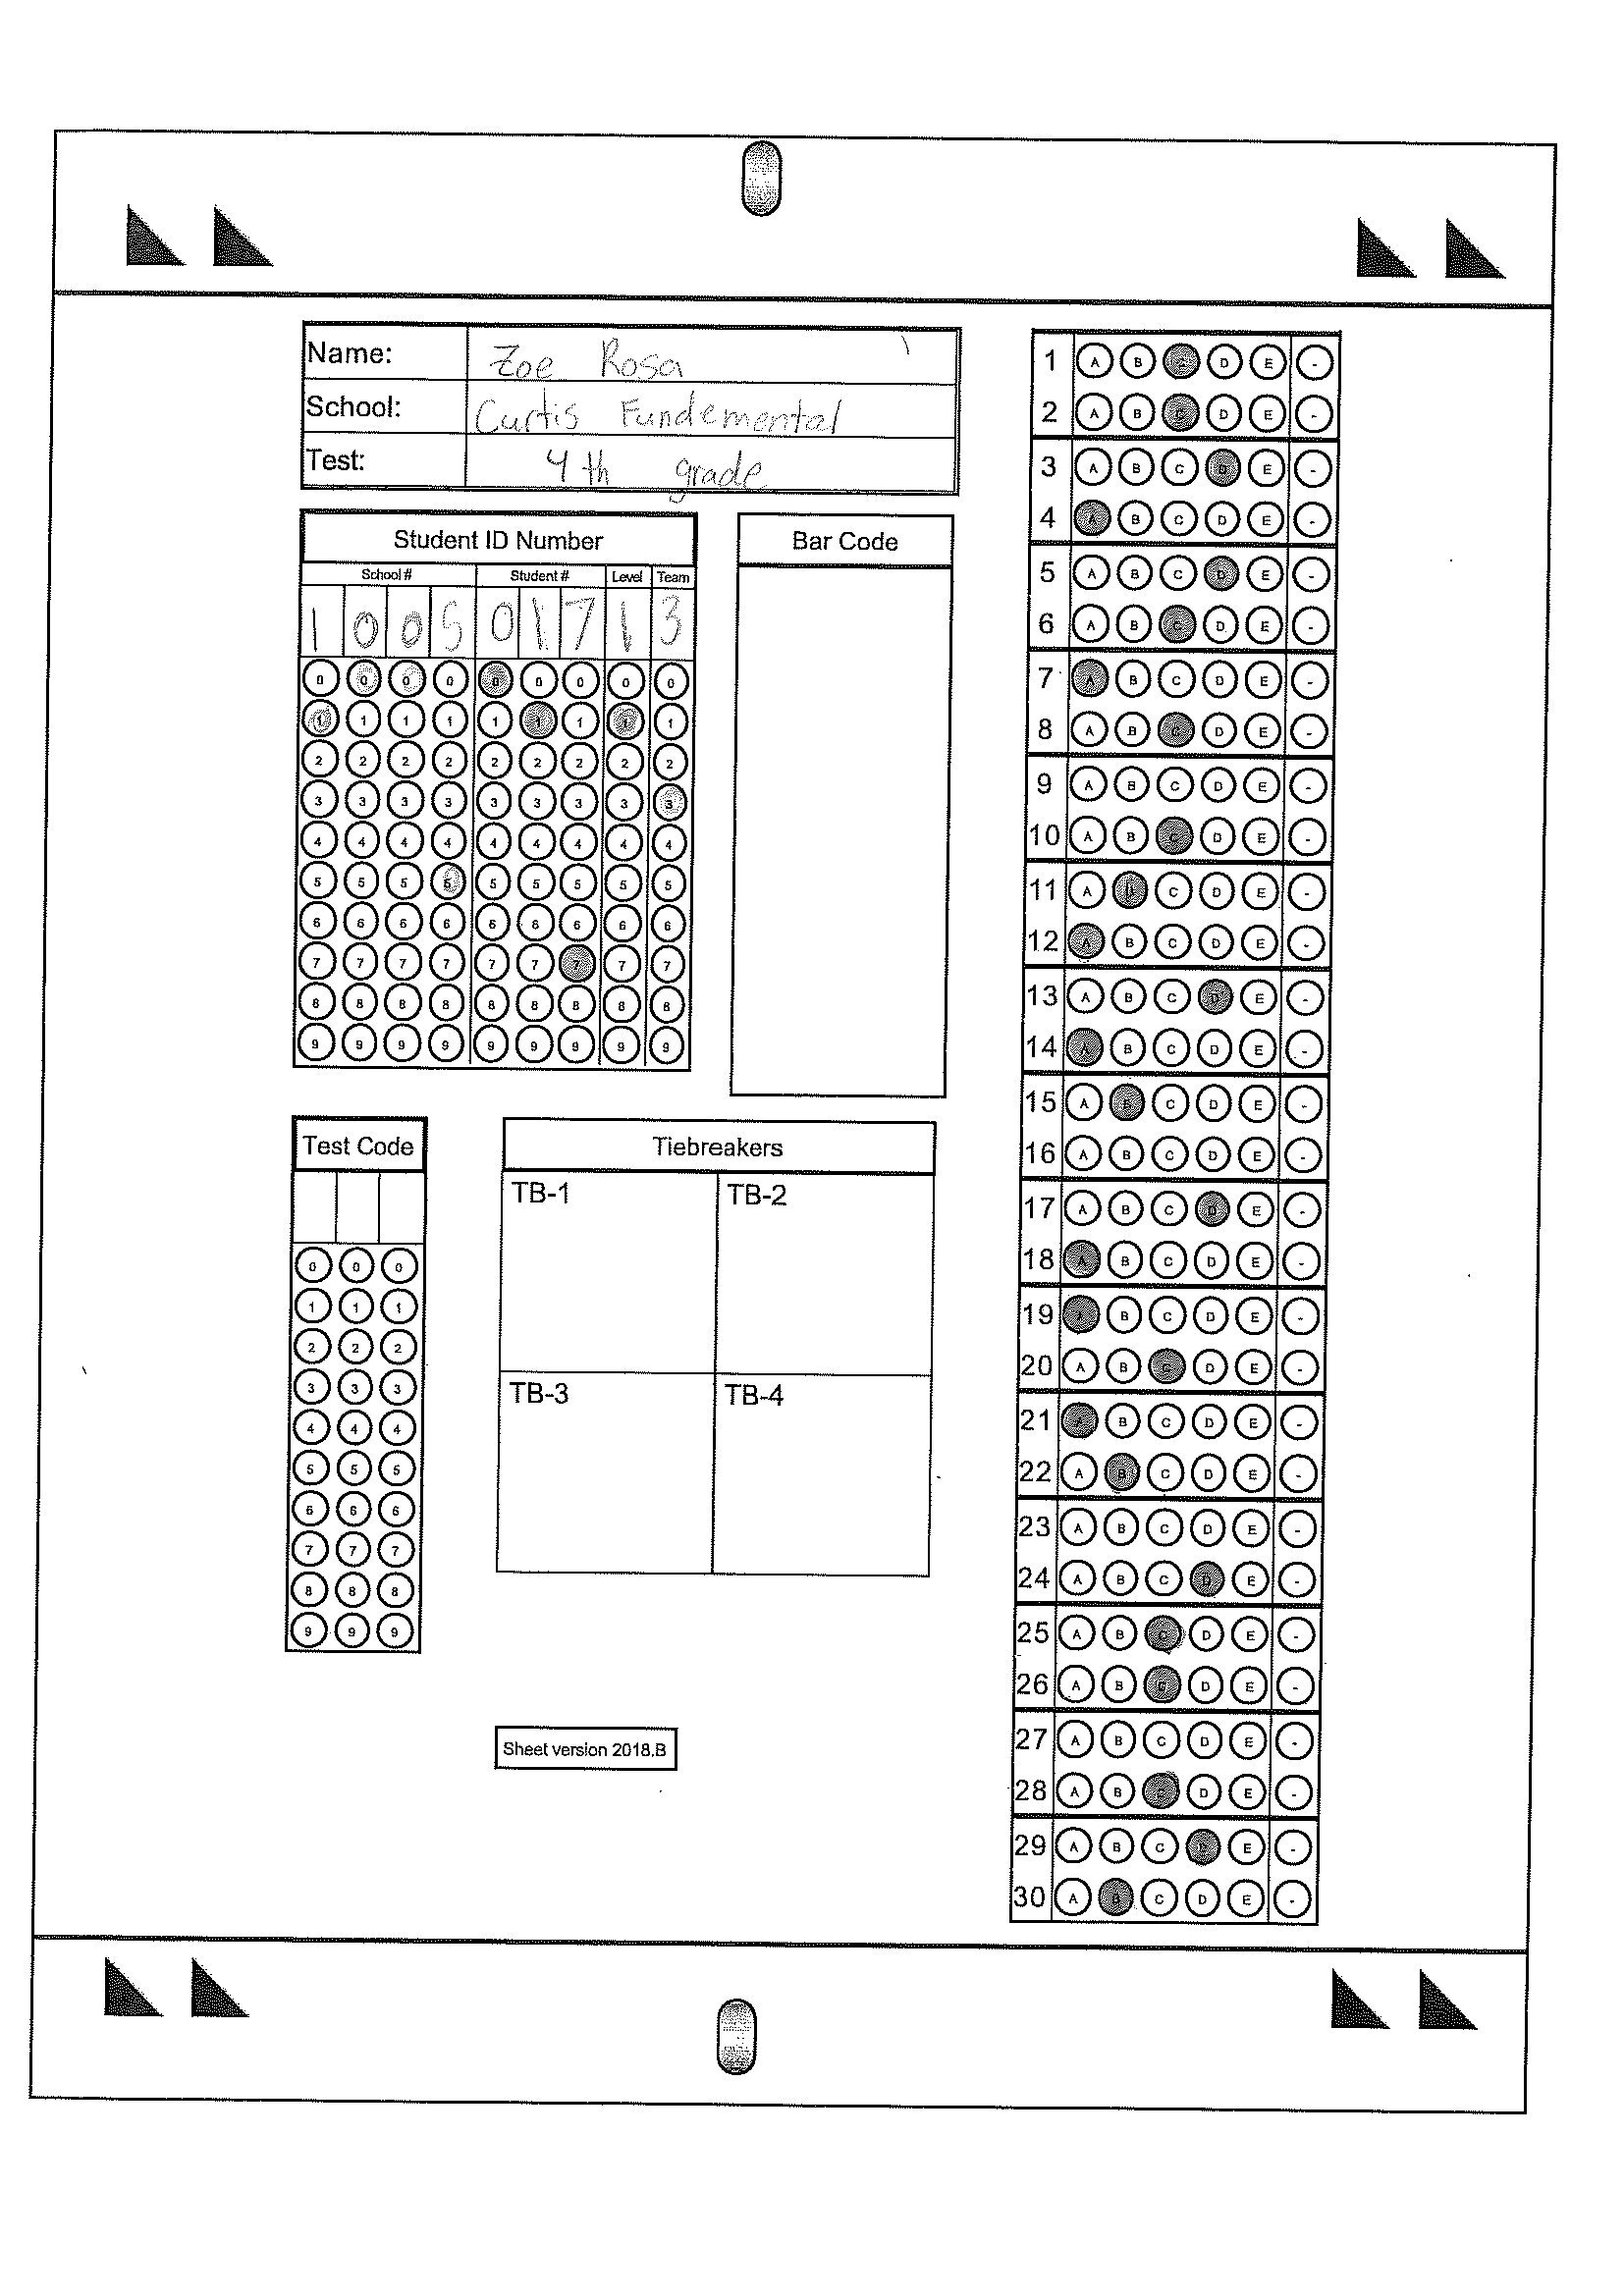 Name: Zoe Rosa
School: Curtis Fundemental
Test: 4th grade
Student ID Number
School # Student # Level Team
1 0 0 5 0 1 7 1 3
0 0 0 0 0 0 0 0 0
1 1 1 1 1 1 1 1 1
2 2 2 2 2 2 2 2 2
3 3 3 3 3 3 3 3 3
4 4 4 4 4 4 4 4 4
5 5 5 5 5 5 5 5 5
6 6 6 6 6 6 6 6 6
7 7 7 7 7 7 7 7 7
8 8 8 8 8 8 8 8 8
9 9 9 9 9 9 9 9 9
Bar Code
Test Code
0 0 0
1 1 1
2 2 2
3 3 3
4 4 4
5 5 5
6 6 6
7 7 7
8 8 8
9 9 9
Tiebreakers
TB-1 TB-2
TB-3 TB-4
Sheet version 2018.B
1 A B C D E -
2 A B C D E -
3 A B C D E -
4 A B C D E -
5 A B C D E -
6 A B C D E -
7 A B C D E -
8 A B C D E -
9 A B C D E -
10 A B C D E -
11 A B C D E -
12 A B C D E -
13 A B C D E -
14 A B C D E -
15 A B C D E -
16 A B C D E -
17 A B C D E -
18 A B C D E -
19 A B C D E -
20 A B C D E -
21 A B C D E -
22 A B C D E -
23 A B C D E -
24 A B C D E -
25 A B C D E -
26 A B C D E -
27 A B C D E -
28 A B C D E -
29 A B C D E -
30 A B C D E -